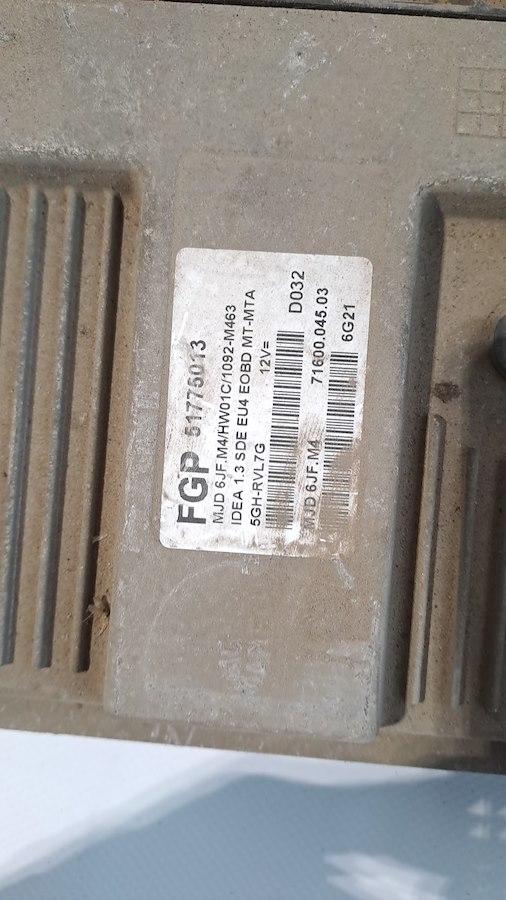 FGP 51775013
MJD 6JF.M4/HW01C/1092-M463
IDEA 1.3 SDE EU4 EOBD MT-MTA
5GH-RVL7G 12V= D032
MJD 6JF.M4 71600.045.03
6G21